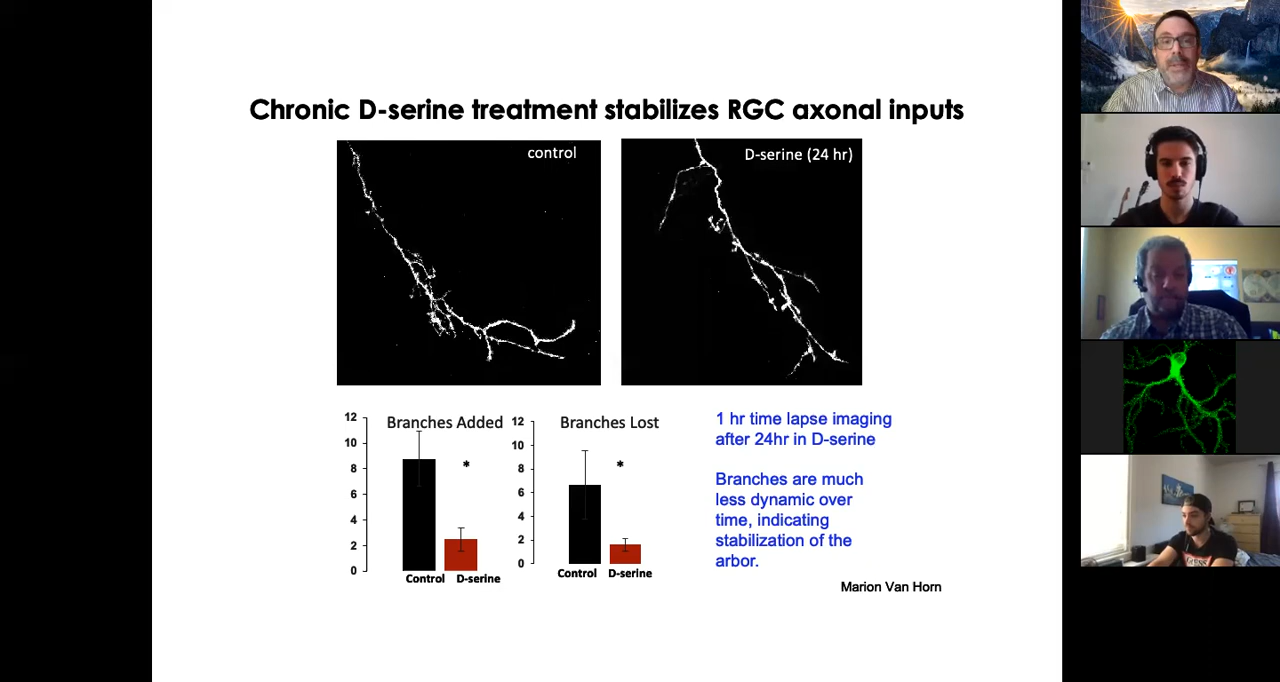 Chronic D-serine treatment stabilizes RGC axonal inputs
control
D-serine (24 hr)
12
10
8
6
4
2
0
Branches Added
Control
D-serine
*
12
10
8
6
4
2
0
Branches Lost
Control
D-serine
*
1 hr time lapse imaging
after 24hr in D-serine
Branches are much
less dynamic over
time, indicating
stabilization of the
arbor.
Marion Van Horn